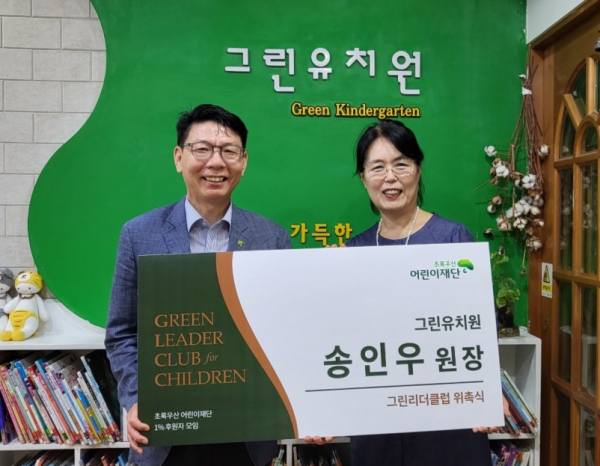 그린유치원
Green Kindergarten
가득한
초록우산
어린이재단
GREEN
LEADER
CLUB for
CHILDREN
초록우산 어린이재단
1% 후원자 모임
그린유치원
송인우 원장
그린리더클럽 위촉식